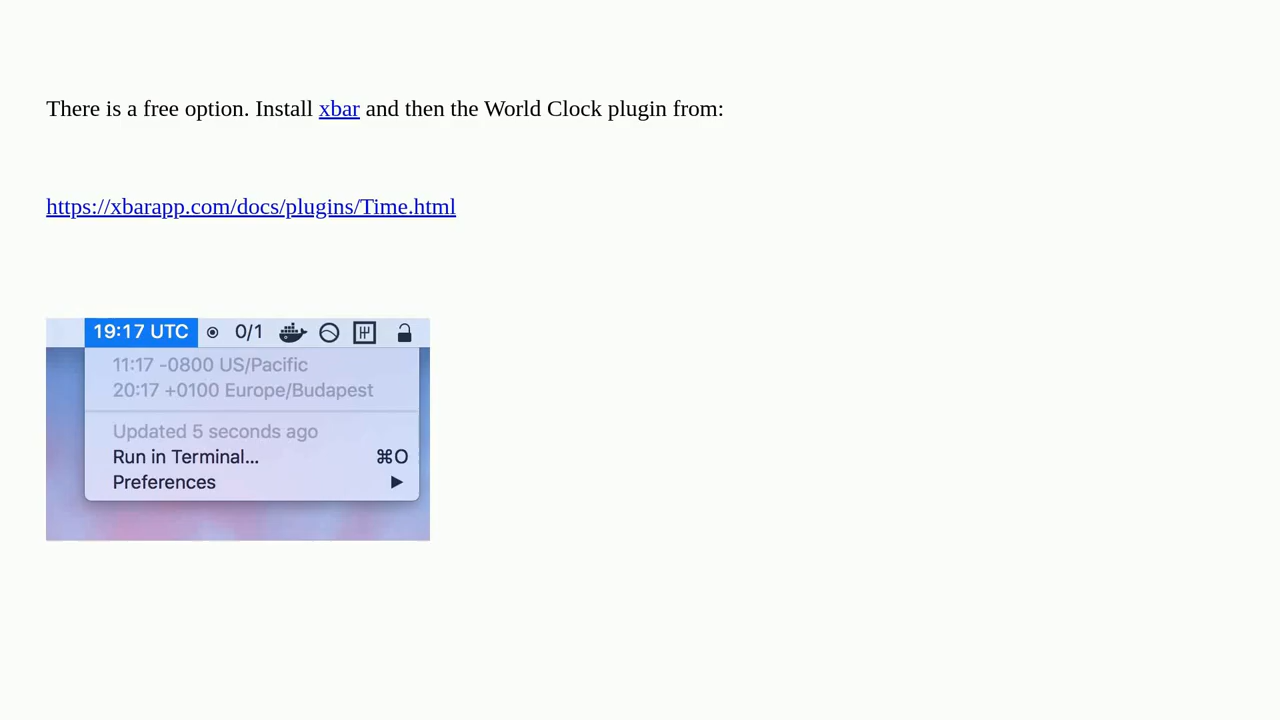 There is a free option. Install xbar and then the World Clock plugin from:
https://xbarapp.com/docs/plugins/Time.html
19:17 UTC 0/1
11:17 -0800 US/Pacific
20:17 +0100 Europe/Budapest
Updated 5 seconds ago
Run in Terminal... ⌘O
Preferences